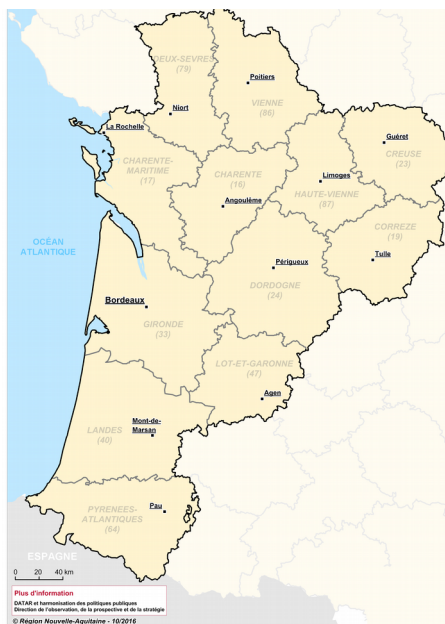 DEUX-SEVRES
(79)
Poitiers
VIENNE
(86)
Niort
La Rochelle
Guéret
CREUSE
(23)
CHARENTE-
MARITIME
(17)
CHARENTE
(16)
Limoges
HAUTE-VIENNE
(87)
Angoulême
CORREZE
(19)
OCÉAN
ATLANTIQUE
Périgueux
Tulle
DORDOGNE
(24)
Bordeaux
GIRONDE
(33)
LOT-ET-GARONNE
(47)
Agen
LANDES
(40)
Mont-de-
Marsan
PYRENEES-
ATLANTIQUES
(64)
Pau
ESPAGNE
0 20 40 km
Plus d'information
DATAR et harmonisation des politiques publiques
Direction de l'observation, de la prospective et de la stratégie
© Région Nouvelle-Aquitaine - 10/2016